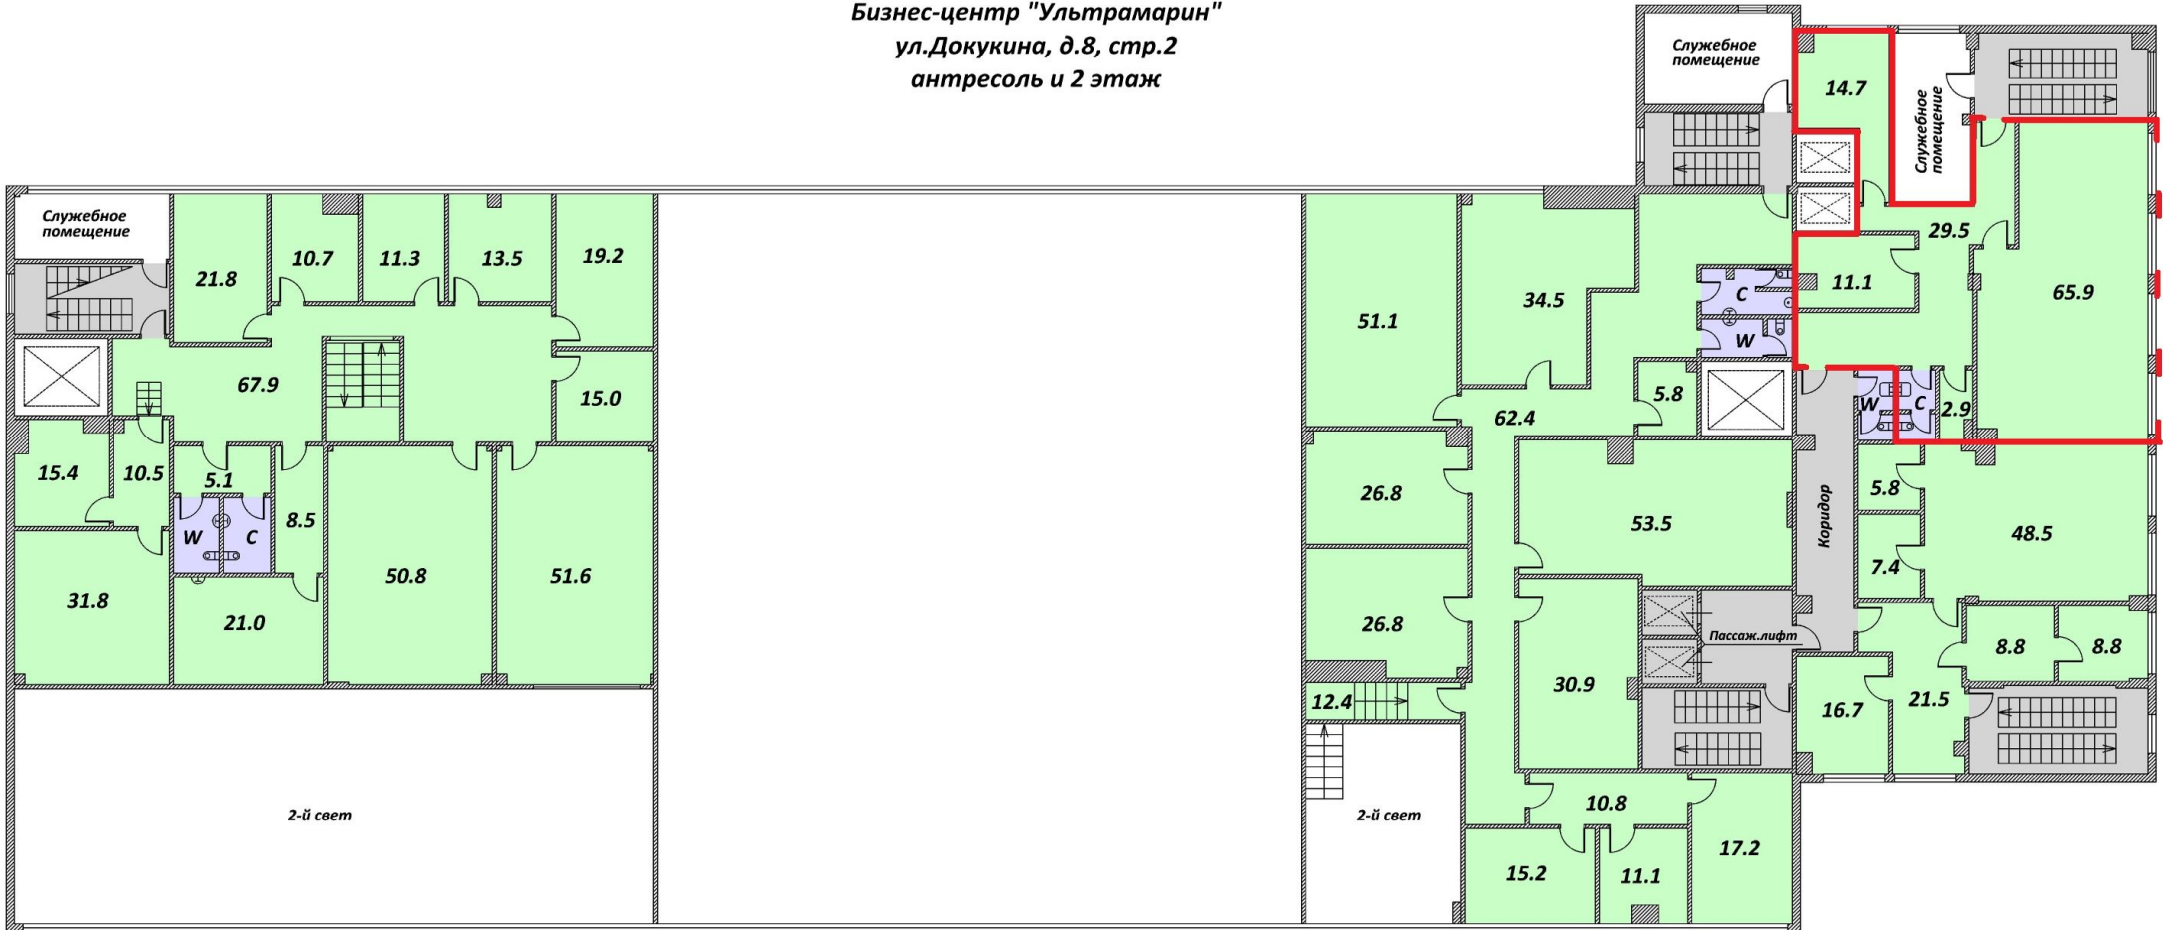 Бизнес-центр "Ультрамарин"
ул.Докукина, д.8, стр.2
антресоль и 2 этаж
Служебное
помещение
14.7
Служебное
помещение
Служебное
помещение
21.8
10.7
11.3
13.5
19.2
67.9
15.0
15.4
10.5
5.1
8.5
W
C
31.8
21.0
50.8
51.6
2-й свет
51.1
34.5
C
W
5.8
62.4
26.8
53.5
26.8
30.9
12.4
Пассаж.лифт
2-й свет
10.8
15.2
11.1
17.2
29.5
11.1
65.9
W
C
2.9
Коридор
5.8
48.5
7.4
8.8
8.8
16.7
21.5